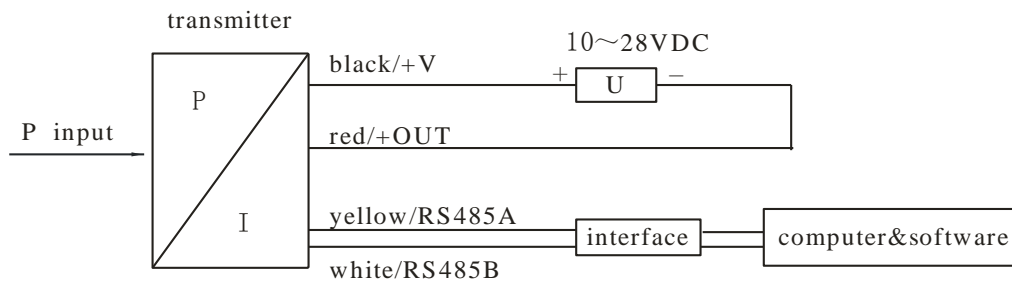 transmitter
10～28VDC
black/+V
+ U −
P
P input
red/+OUT
I
yellow/RS485A
interface
computer&software
white/RS485B